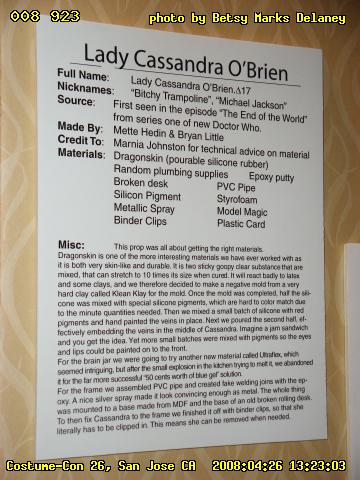 008 923
photo by Betsy Marks Delaney
Lady Cassandra O'Brien
Full Name: Lady Cassandra O'Brien.Δ17
Nicknames: "Bitchy Trampoline", "Michael Jackson"
Source: First seen in the episode "The End of the World"
from series one of new Doctor Who.
Made By: Mette Hedin & Bryan Little
Credit To: Marnia Johnston for technical advice on material
Materials: Dragonskin (pourable silicone rubber)
Random plumbing supplies Epoxy putty
Broken desk PVC Pipe
Silicon Pigment Styrofoam
Metallic Spray Model Magic
Binder Clips Plastic Card
Misc: This prop was all about getting the right materials.
Dragonskin is one of the more interesting materials we have ever worked with as
it is both very skin-like and durable. It is two sticky goopy clear substance that are
mixed, that can stretch to 10 times its size when cured. It will react badly to latex
and some clays, and we therefore decided to make a negative mold from a very
hard clay called Klean Klay for the mold. Once the mold was completed, half the sili-
cone was mixed with special silicone pigments, which are hard to color match due
to the minute quantities needed. Then we mixed a small batch of silicone with red
pigments and hand painted the veins in place. Next we poured the second half, ef-
fectively embedding the veins in the middle of Cassandra. Imagine a jam sandwich
and you get the idea. Yet more small batches were mixed with pigments so the eyes
and lips could be painted on to the front.
For the brain jar we were going to try another new material called Ultraflex, which
seemed intriguing, but after the small explosion in the kitchen trying to melt it, we abandoned
it for the far more successful "50 cents worth of blue gel" solution.
For the frame we assembled PVC pipe and created fake welding joins with the ep-
oxy. A nice silver spray made it look convincing enough as metal. The whole thing
was mounted to a base made from MDF and the base of an old broken rolling desk.
To then fix Cassandra to the frame we finished it off with binder clips, so that she
literally has to be clipped in. This means she can be removed when needed.
Costume-Con 26, San Jose CA 2008:04:26 13:23:03